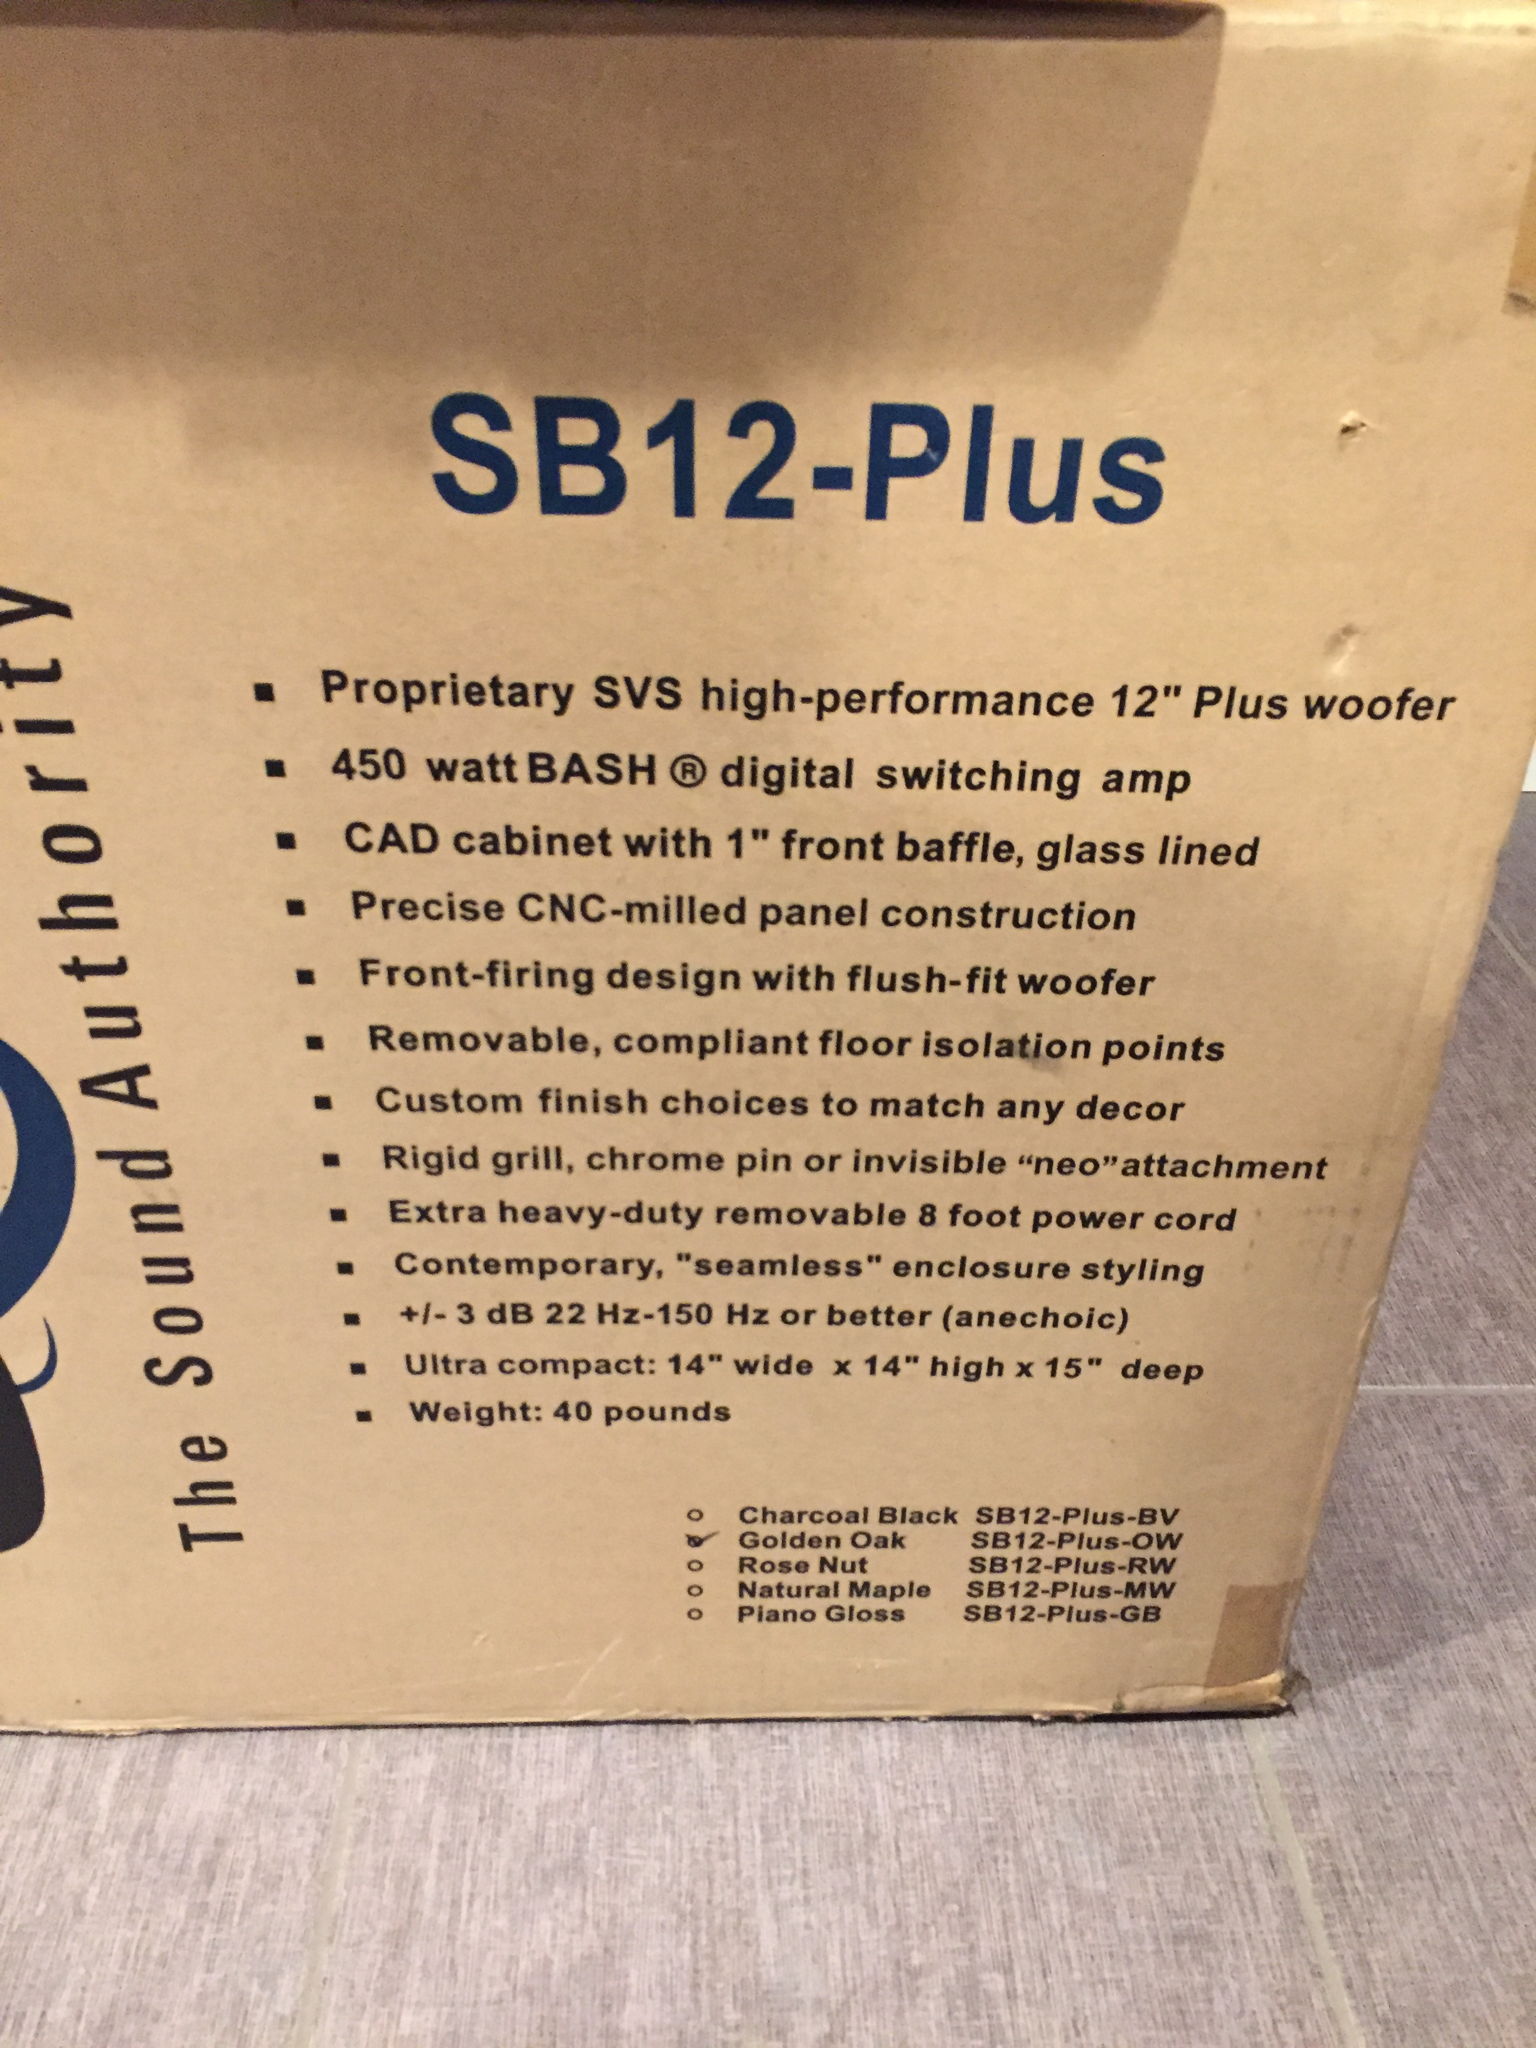 SB12-Plus
The Sound Authority
Proprietary SVS high-performance 12" Plus woofer
450 watt BASH ® digital switching amp
CAD cabinet with 1" front baffle, glass lined
Precise CNC-milled panel construction
Front-firing design with flush-fit woofer
Removable, compliant floor isolation points
Custom finish choices to match any decor
Rigid grill, chrome pin or invisible “neo” attachment
Extra heavy-duty removable 8 foot power cord
Contemporary, "seamless" enclosure styling
+/- 3 dB 22 Hz-150 Hz or better (anechoic)
Ultra compact: 14" wide x 14" high x 15" deep
Weight: 40 pounds
Charcoal Black SB12-Plus-BV
Golden Oak SB12-Plus-OW
Rose Nut SB12-Plus-RW
Natural Maple SB12-Plus-MW
Piano Gloss SB12-Plus-GB